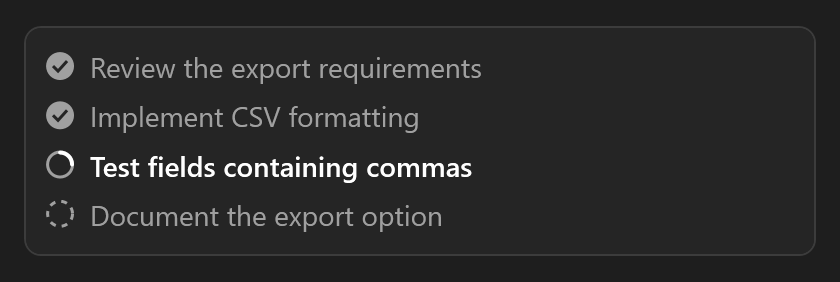 Review the export requirements
Implement CSV formatting
Test fields containing commas
Document the export option